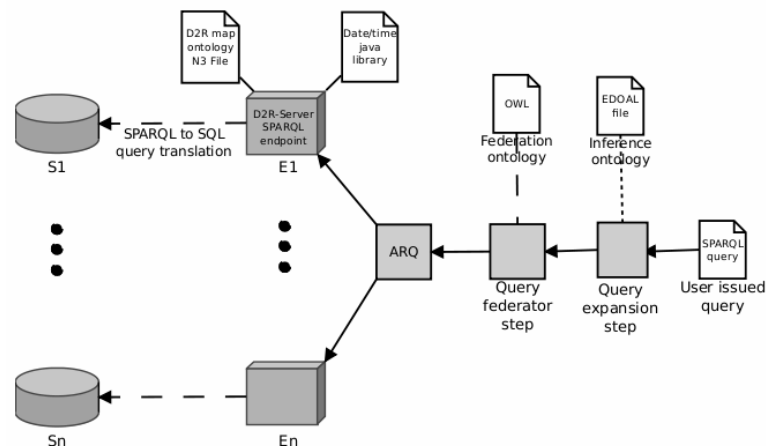 D2R map
ontology
N3 File
Date/time
java
library
D2R-Server
SPARQL
endpoint
SPARQL to SQL
query translation
S1
E1
OWL
Federation
ontology
EDOAL
file
Inference
ontology
ARQ
SPARQL
query
Query
federator
step
Query
expansion
step
User issued
query
Sn
En